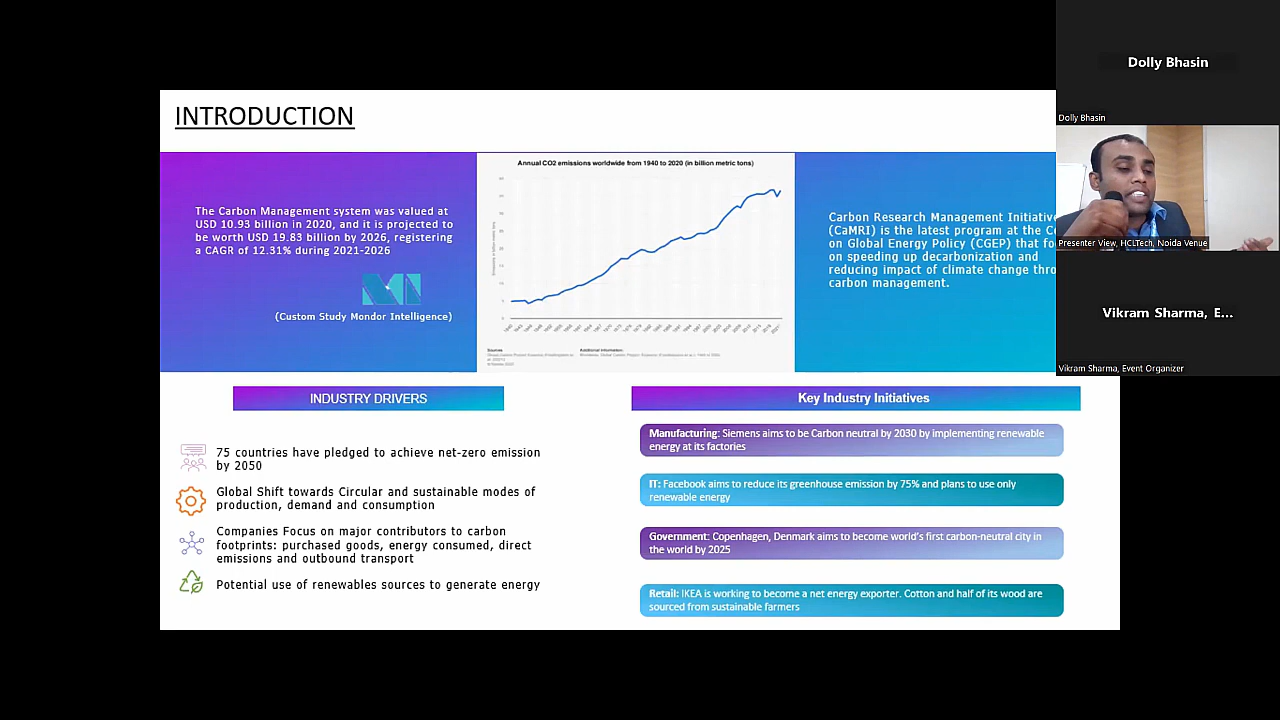 INTRODUCTION
The Carbon Management system was valued at
USD 10.93 billion in 2020, and it is projected to
be worth USD 19.83 billion by 2026, registering
a CAGR of 12.31% during 2021-2026
(Custom Study Mondor Intelligence)
Annual CO2 emissions worldwide from 1940 to 2020 (in billion metric tons)
Carbon Research Management Initiative
(CaMRI) is the latest program at the
on Global Energy Policy (CGEP) that
on speeding up decarbonization and
reducing impact of climate change
carbon management.
INDUSTRY DRIVERS
75 countries have pledged to achieve net-zero emission
by 2050
Global Shift towards Circular and sustainable modes of
production, demand and consumption
Companies Focus on major contributors to carbon
footprints: purchased goods, energy consumed, direct
emissions and outbound transport
Potential use of renewables sources to generate energy
Key Industry Initiatives
Manufacturing: Siemens aims to be Carbon neutral by 2030 by implementing renewable
energy at its factories
IT: Facebook aims to reduce its greenhouse emission by 75% and plans to use only
renewable energy
Government: Copenhagen, Denmark aims to become world's first carbon-neutral city in
the world by 2025
Retail: IKEA is working to become a net energy exporter. Cotton and half of its wood are
sourced from sustainable farmers
Dolly Bhasin
Dolly Bhasin
Presenter View, HCLTech, Noida Venue
Vikram Sharma, E...
Vikram Sharma, Event Organizer